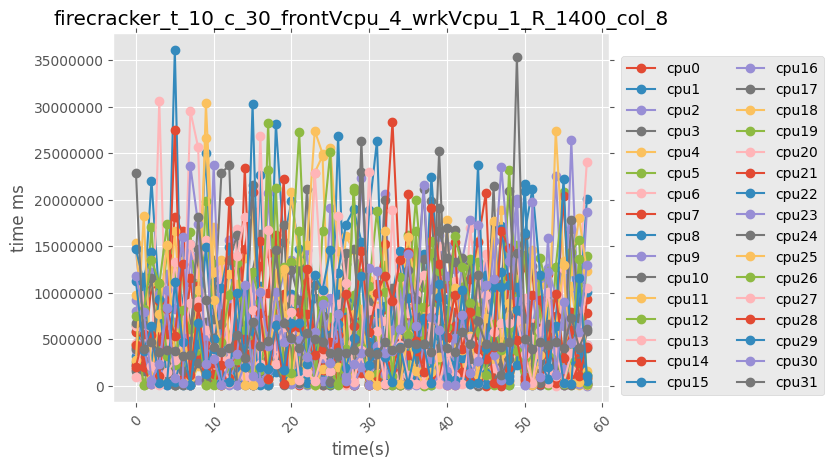 firecracker_t_10_c_30_frontVcpu_4_wrkVcpu_1_R_1400_col_8
35000000
30000000
25000000
20000000
15000000
10000000
5000000
0
time ms
0
10
20
30
40
50
60
time(s)
cpu0
cpu1
cpu2
cpu3
cpu4
cpu5
cpu6
cpu7
cpu8
cpu9
cpu10
cpu11
cpu12
cpu13
cpu14
cpu15
cpu16
cpu17
cpu18
cpu19
cpu20
cpu21
cpu22
cpu23
cpu24
cpu25
cpu26
cpu27
cpu28
cpu29
cpu30
cpu31